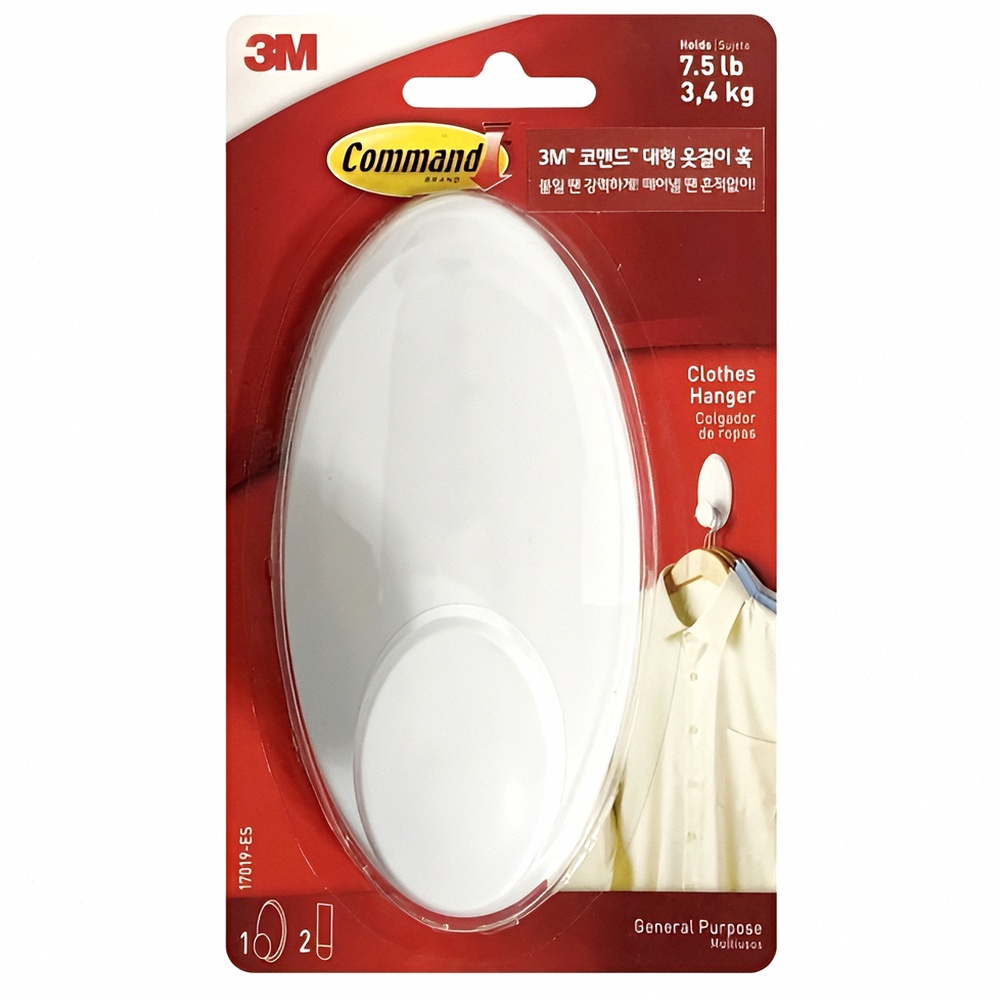 3M
Holds | Sujeta
7.5 lb
3,4 kg
Command
BRAND
3M™ 코맨드™ 대형 옷걸이 훅
붙일 땐 강력하게! 떼어낼 땐 흔적없이!
Clothes
Hanger
Colgador
de ropas
17019-ES
1
2
General Purpose
Multiusos